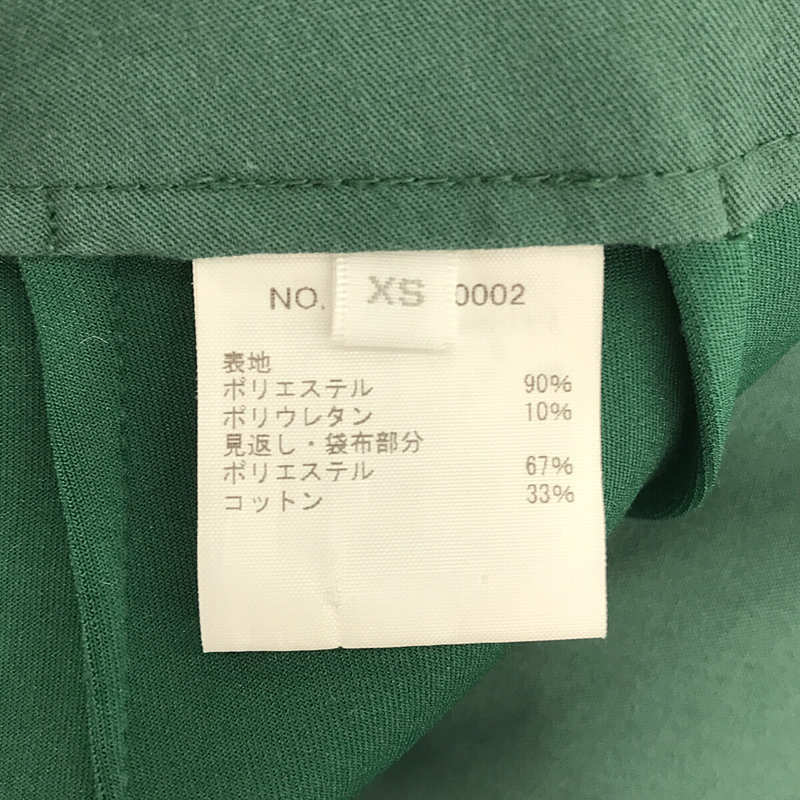 NO. 0002
XS
表地
ポリエステル 90%
ポリウレタン 10%
見返し・袋布部分
ポリエステル 67%
コットン 33%